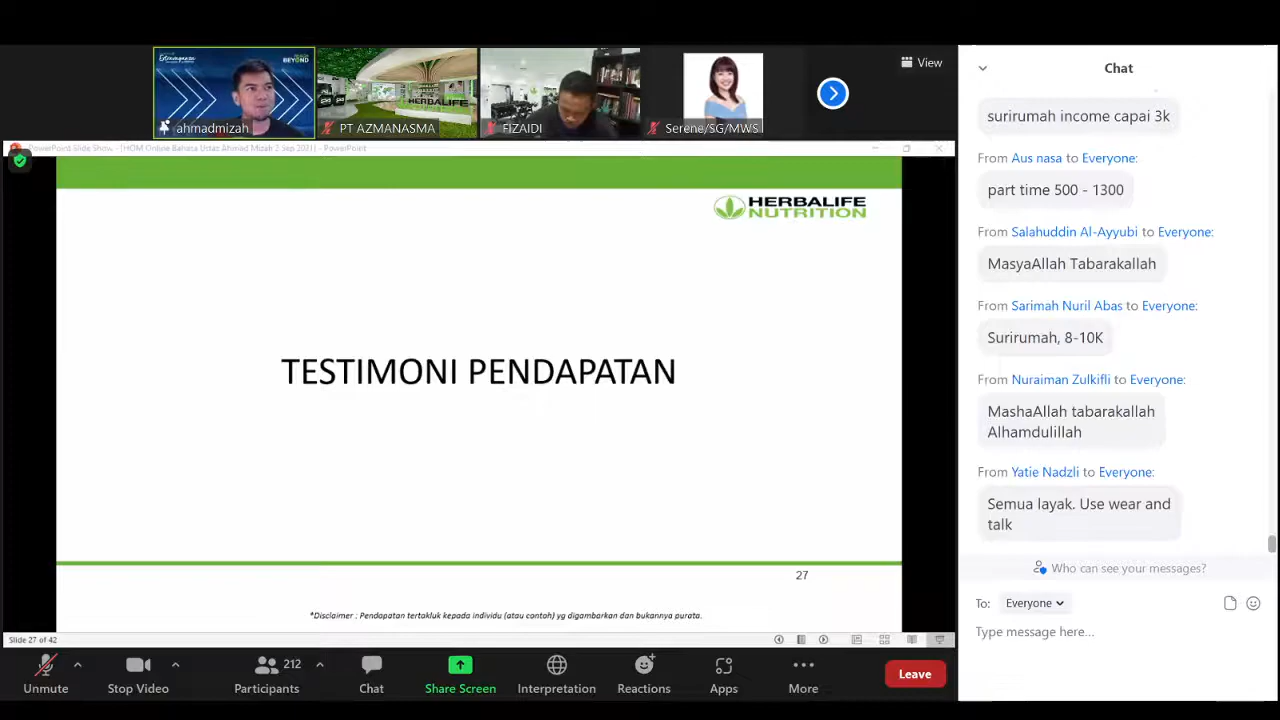 BEYOND
ahmadmizah
PT AZMANASMA
HERBALIFE
FIZAIDI
Serene/SG/MWS
View
PowerPoint Slide Show - [HOM Online Bahasa Ustaz Ahmad Mizah 2 Sep 2021] - PowerPoint
HERBALIFE
NUTRITION
TESTIMONI PENDAPATAN
27
*Disclaimer : Pendapatan tertakluk kepada individu (atau contoh) yg digambarkan dan bukannya purata.
Slide 27 of 42
Unmute
Stop Video
212
Participants
Chat
Share Screen
Interpretation
Reactions
Apps
More
Leave
Chat
surirumah income capai 3k
From Aus nasa to Everyone:
part time 500 - 1300
From Salahuddin Al-Ayyubi to Everyone:
MasyaAllah Tabarakallah
From Sarimah Nuril Abas to Everyone:
Surirumah, 8-10K
From Nuraiman Zulkifli to Everyone:
MashaAllah tabarakallah
Alhamdulillah
From Yatie Nadzli to Everyone:
Semua layak. Use wear and
talk
Who can see your messages?
To: Everyone
Type message here...